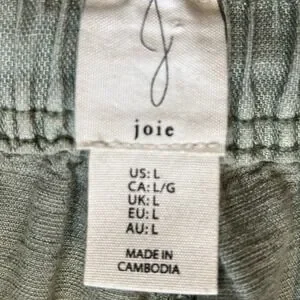 J
joie
US: L
CA: L/G
UK: L
EU: L
AU: L
MADE IN
CAMBODIA